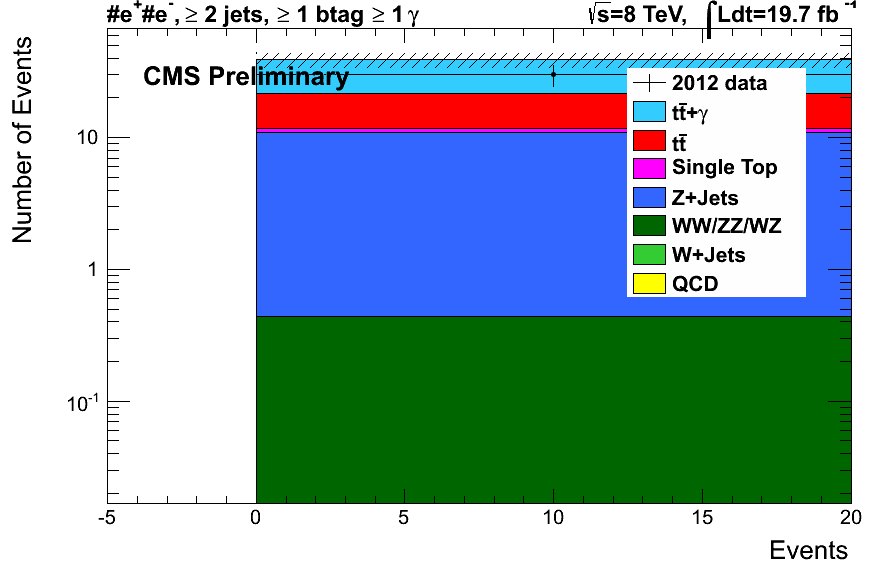 #e⁺#e⁻, ≥ 2 jets, ≥ 1 btag ≥ 1 γ √s=8 TeV, ∫Ldt=19.7 fb⁻¹
CMS Preliminary
2012 data
tt̄+γ
tt̄
Single Top
Z+Jets
WW/ZZ/WZ
W+Jets
QCD
Number of Events
10
1
10⁻¹
-5 0 5 10 15 20
Events